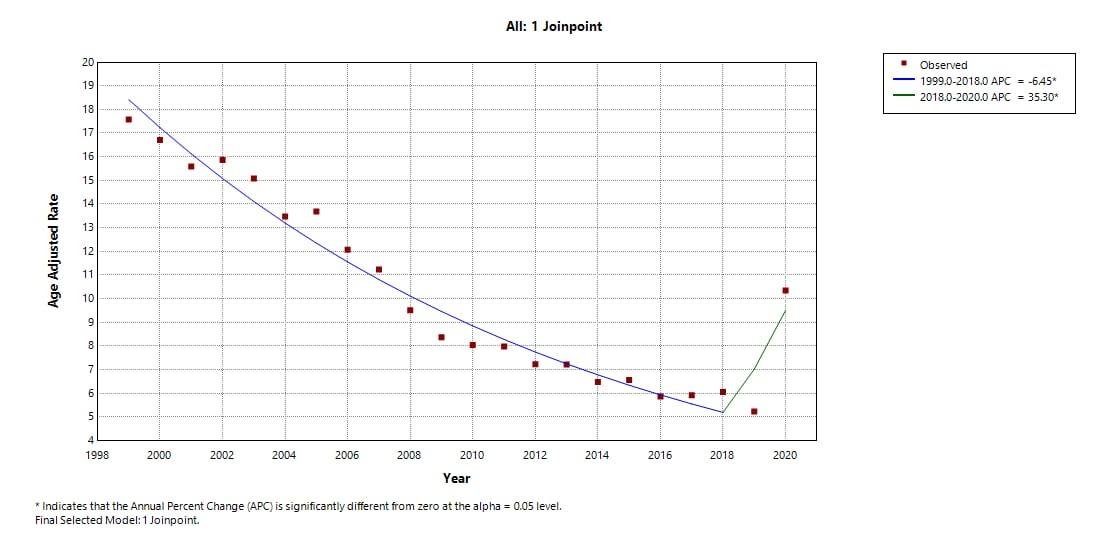 All: 1 Joinpoint
Observed
1999.0-2018.0 APC = -6.45*
2018.0-2020.0 APC = 35.30*
20
19
18
17
16
15
14
13
12
11
10
9
8
7
6
5
4
Age Adjusted Rate
1998 2000 2002 2004 2006 2008 2010 2012 2014 2016 2018 2020
Year
* Indicates that the Annual Percent Change (APC) is significantly different from zero at the alpha = 0.05 level.
Final Selected Model: 1 Joinpoint.